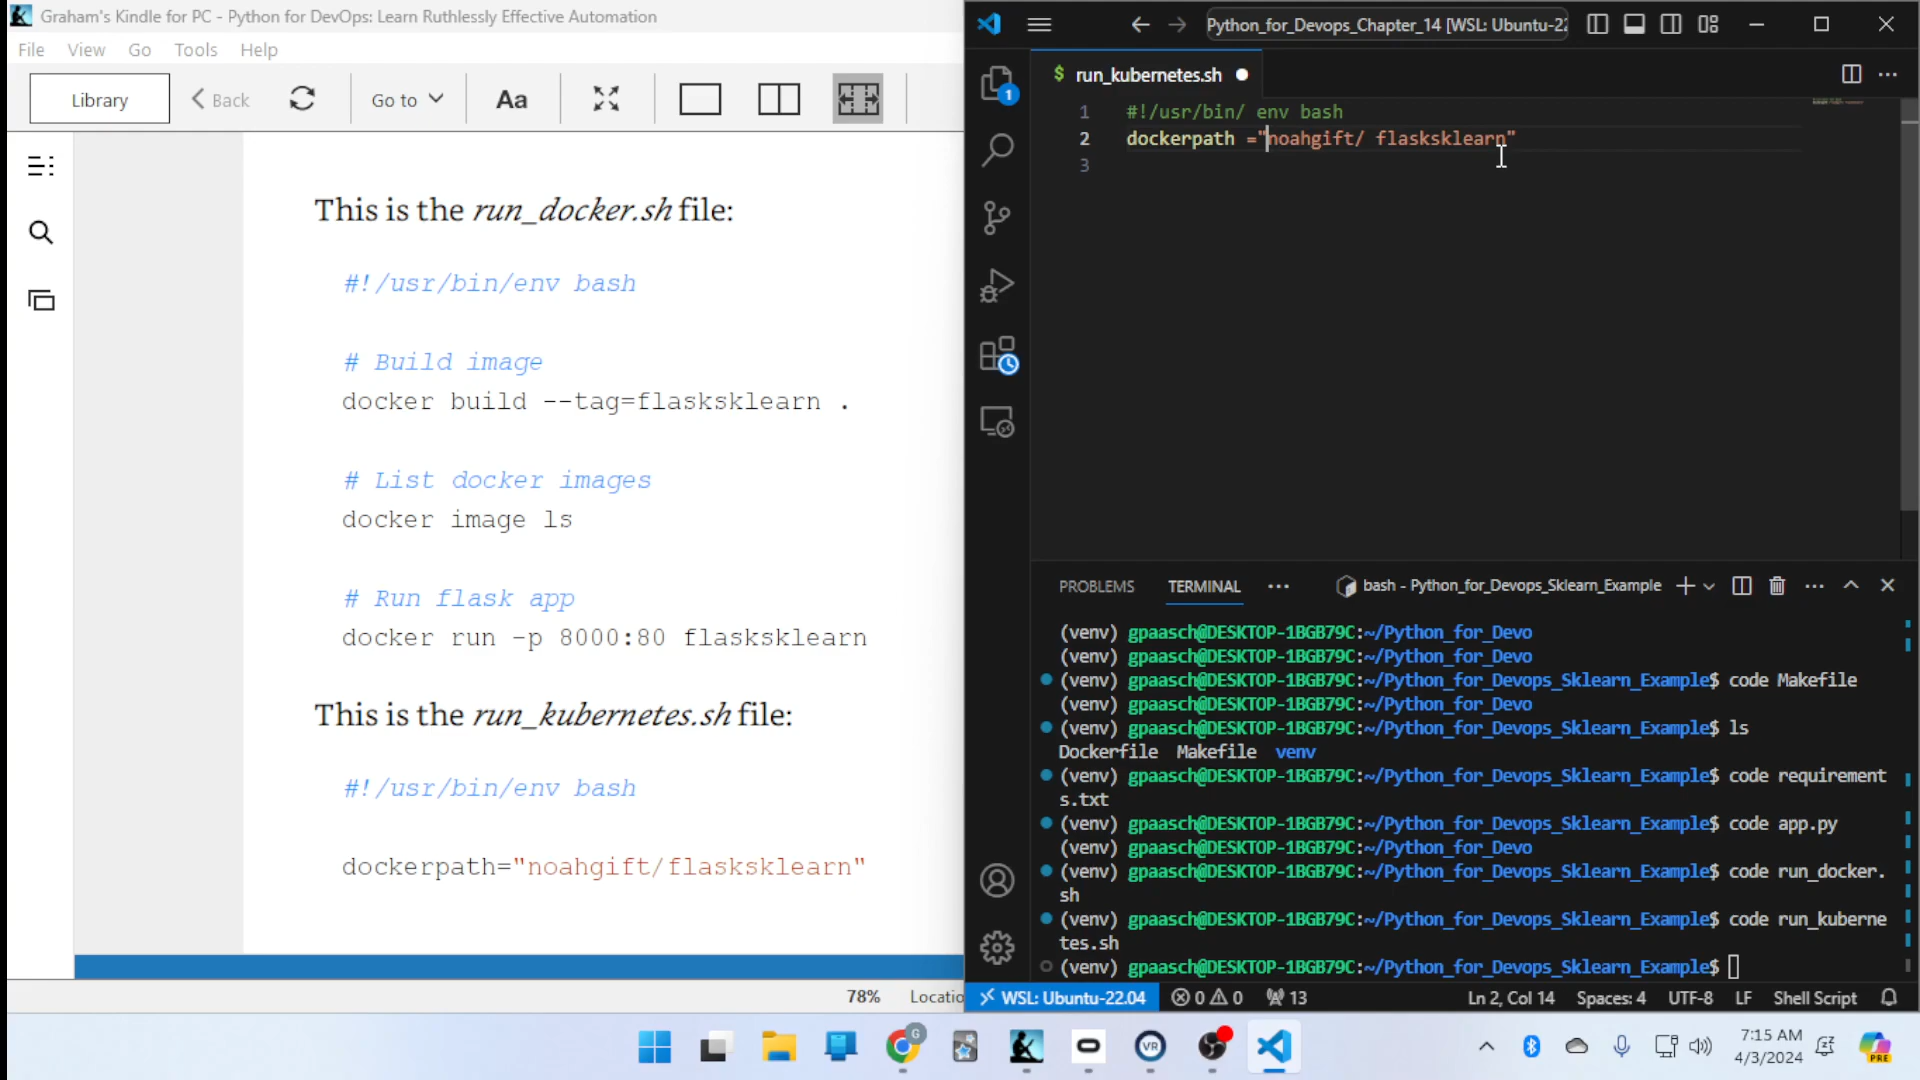 Graham's Kindle for PC - Python for DevOps: Learn Ruthlessly Effective Automation
File View Go Tools Help
Library
Back
Go to
Aa
This is the run_docker.sh file:
#!/usr/bin/env bash
# Build image
docker build --tag=flasksklearn .
# List docker images
docker image ls
# Run flask app
docker run -p 8000:80 flasksklearn
This is the run_kubernetes.sh file:
#!/usr/bin/env bash
dockerpath="noahgift/flasksklearn"
78% Locatio
Python_for_Devops_Chapter_14 [WSL: Ubuntu-22
$ run_kubernetes.sh
1
1 #!/usr/bin/ env bash
2 dockerpath ="noahgift/ flasksklearn"
3
PROBLEMS TERMINAL ··· bash - Python_for_Devops_Sklearn_Example
(venv) gpaasch@DESKTOP-1BGB79C:~/Python_for_Devo
(venv) gpaasch@DESKTOP-1BGB79C:~/Python_for_Devo
(venv) gpaasch@DESKTOP-1BGB79C:~/Python_for_Devops_Sklearn_Example$ code Makefile
(venv) gpaasch@DESKTOP-1BGB79C:~/Python_for_Devo
(venv) gpaasch@DESKTOP-1BGB79C:~/Python_for_Devops_Sklearn_Example$ ls
Dockerfile Makefile venv
(venv) gpaasch@DESKTOP-1BGB79C:~/Python_for_Devops_Sklearn_Example$ code requirement
s.txt
(venv) gpaasch@DESKTOP-1BGB79C:~/Python_for_Devops_Sklearn_Example$ code app.py
(venv) gpaasch@DESKTOP-1BGB79C:~/Python_for_Devo
(venv) gpaasch@DESKTOP-1BGB79C:~/Python_for_Devops_Sklearn_Example$ code run_docker.
sh
(venv) gpaasch@DESKTOP-1BGB79C:~/Python_for_Devops_Sklearn_Example$ code run_kuberne
tes.sh
(venv) gpaasch@DESKTOP-1BGB79C:~/Python_for_Devops_Sklearn_Example$
WSL: Ubuntu-22.04 0 0 13 Ln 2, Col 14 Spaces: 4 UTF-8 LF Shell Script
G
VR
7:15 AM
4/3/2024
PRE